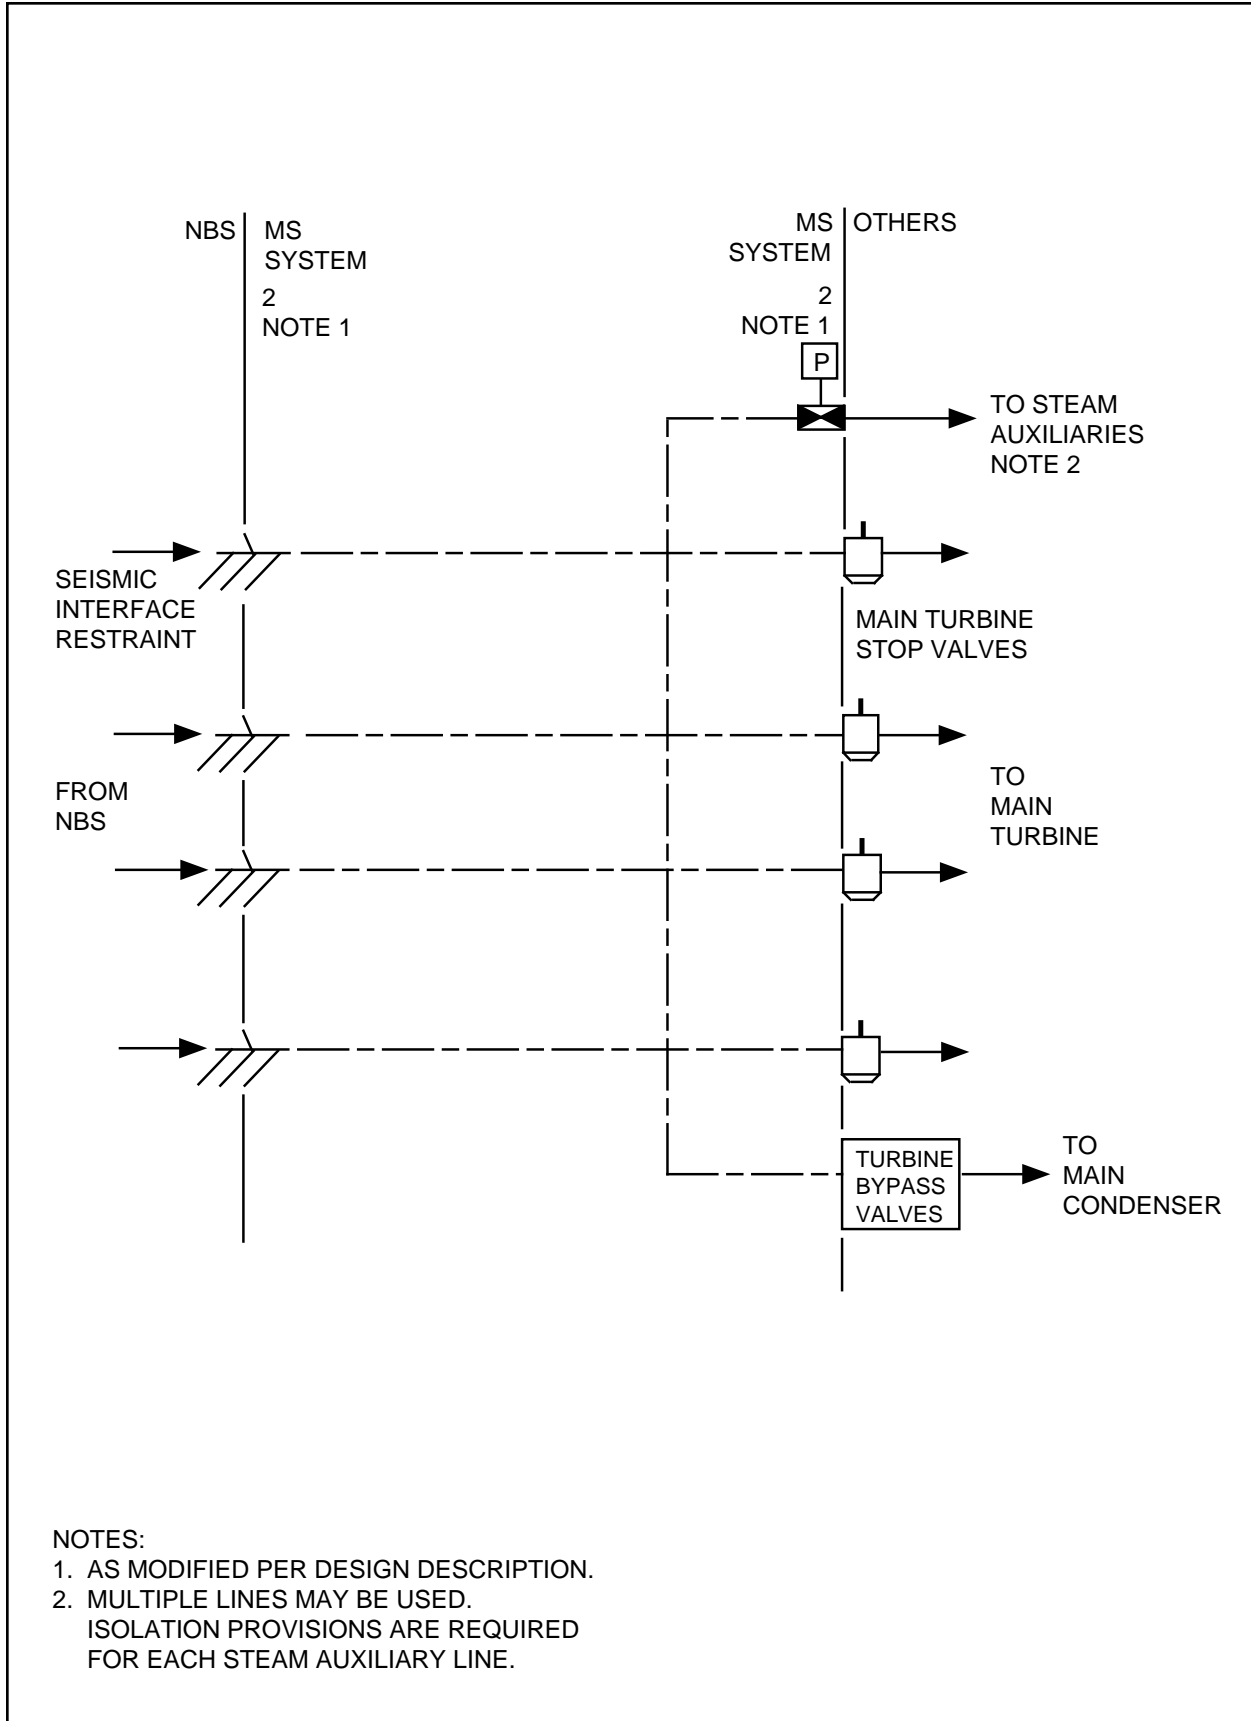 NBS
MS
SYSTEM
2
NOTE 1
MS
SYSTEM
2
NOTE 1
OTHERS
P
TO STEAM
AUXILIARIES
NOTE 2
SEISMIC
INTERFACE
RESTRAINT
MAIN TURBINE
STOP VALVES
FROM
NBS
TO
MAIN
TURBINE
TURBINE
BYPASS
VALVES
TO
MAIN
CONDENSER
NOTES:
1. AS MODIFIED PER DESIGN DESCRIPTION.
2. MULTIPLE LINES MAY BE USED.
ISOLATION PROVISIONS ARE REQUIRED
FOR EACH STEAM AUXILIARY LINE.